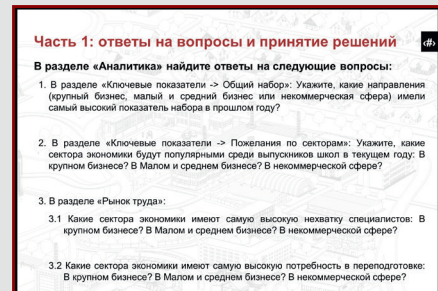 Часть 1: ответы на вопросы и принятие решений
‹#›
В разделе «Аналитика» найдите ответы на следующие вопросы:
1. В разделе «Ключевые показатели -> Общий набор»: Укажите, какие направления
(крупный бизнес, малый и средний бизнес или некоммерческая сфера) имели
самый высокий показатель набора в прошлом году?
2. В разделе «Ключевые показатели -> Пожелания по секторам»: Укажите, какие
сектора экономики будут популярными среди выпускников школ в текущем году: В
крупном бизнесе? В Малом и среднем бизнесе? В некоммерческой сфере?
3. В разделе «Рынок труда»:
3.1 Какие сектора экономики имеют самую высокую нехватку специалистов: В
крупном бизнесе? В Малом и среднем бизнесе? В некоммерческой сфере?
3.2 Какие сектора экономики имеют самую высокую потребность в переподготовке:
В крупном бизнесе? В Малом и среднем бизнесе? В некоммерческой сфере?